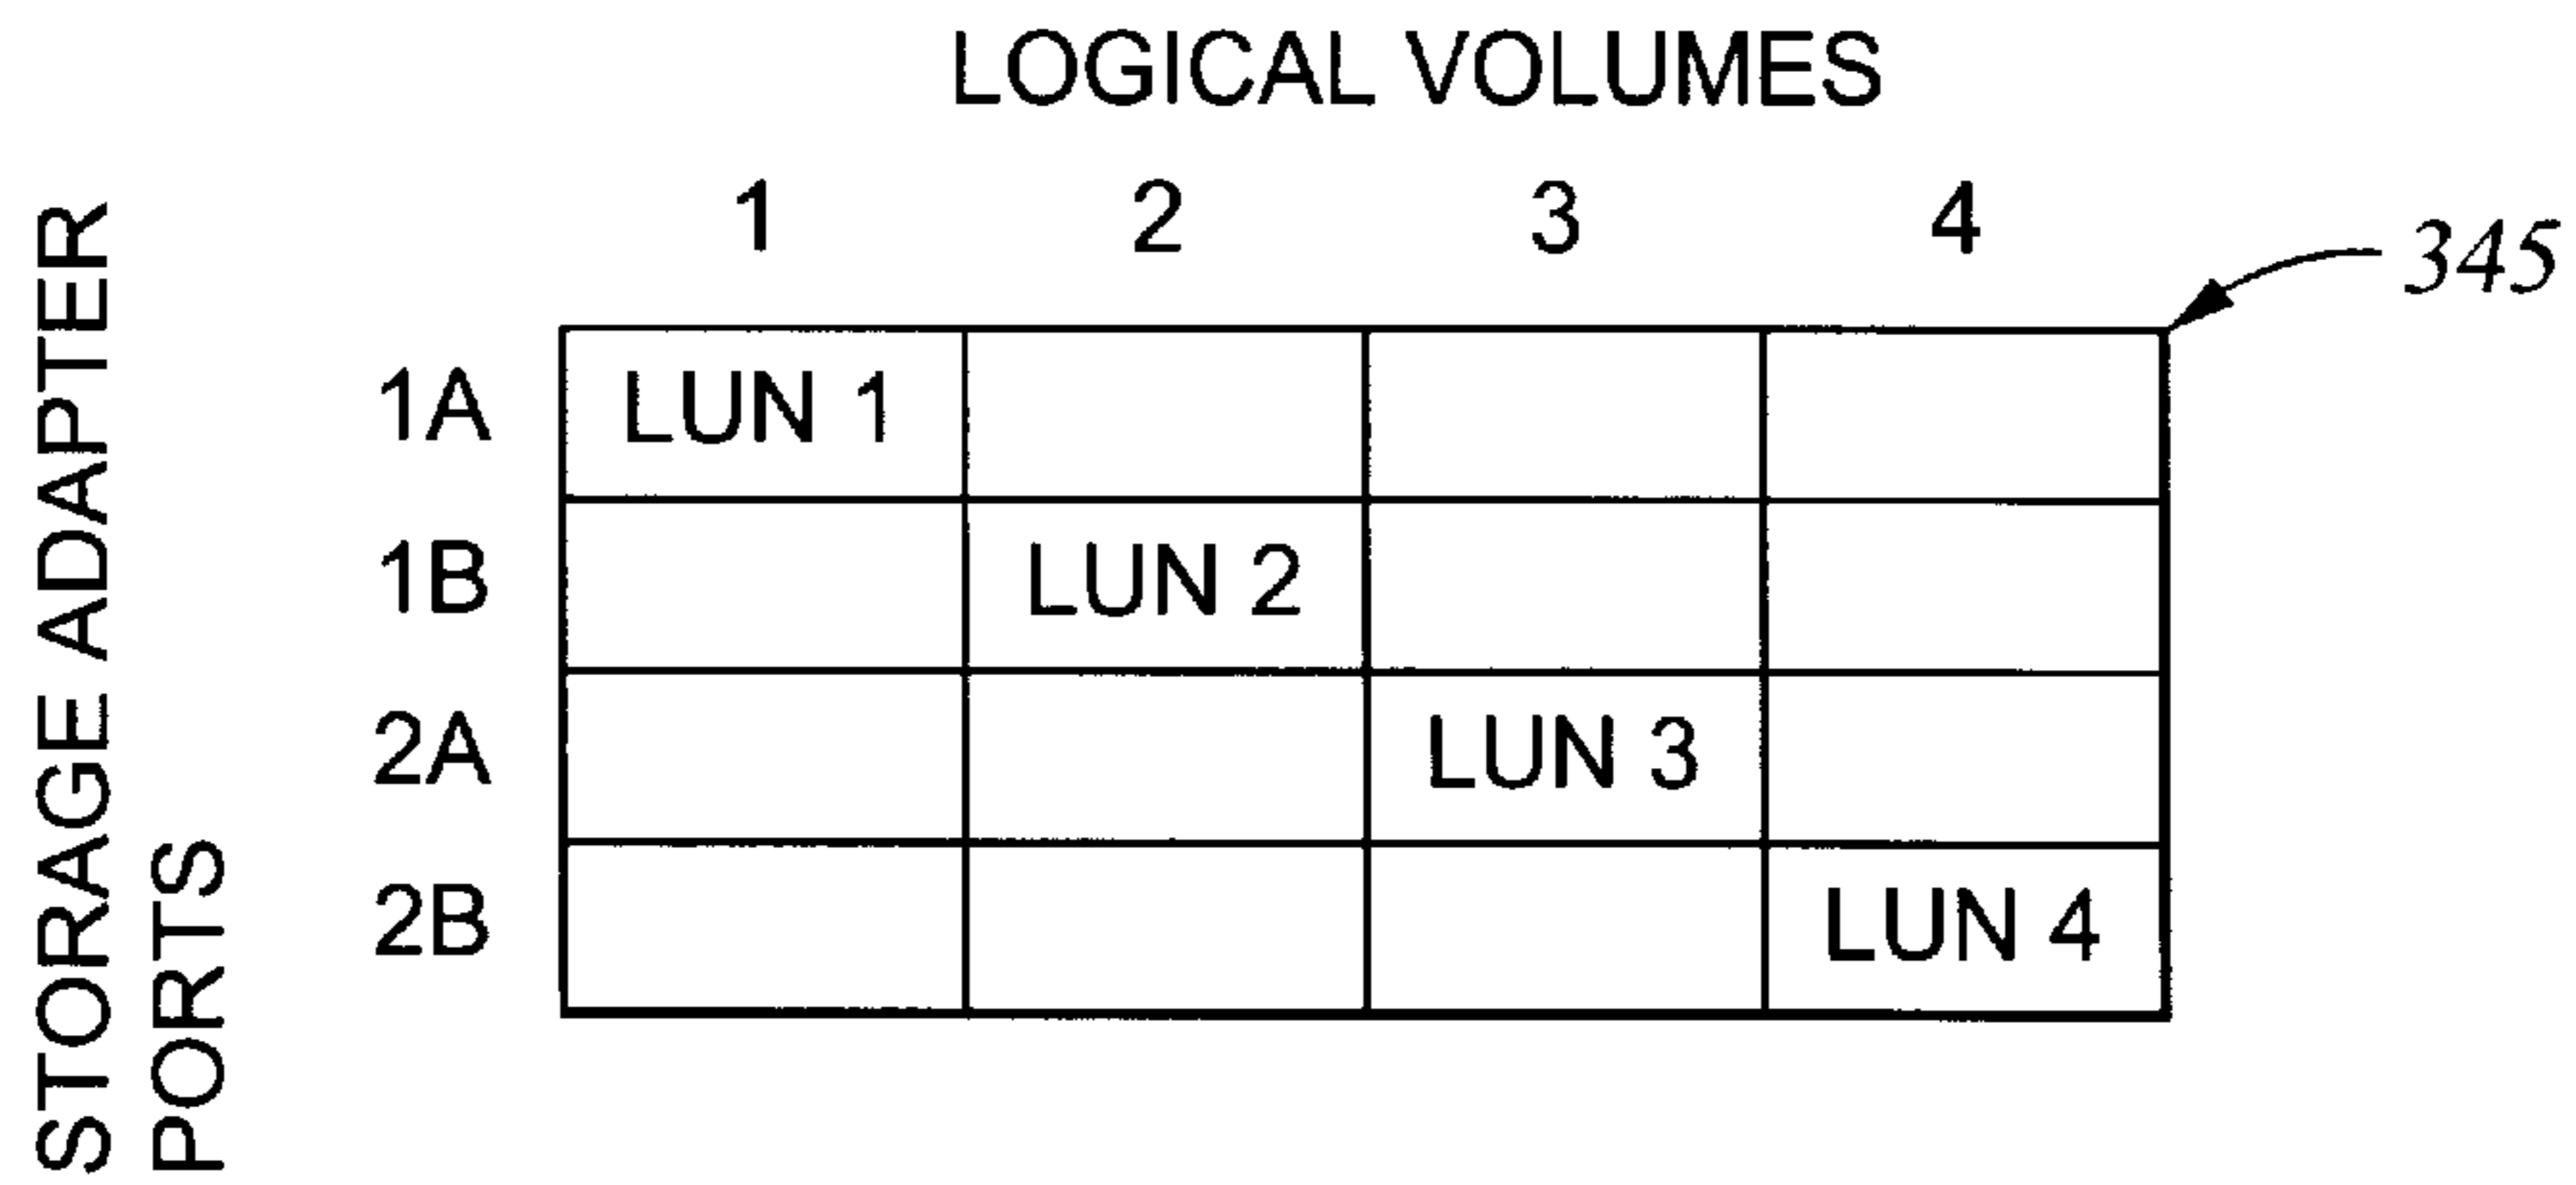 LOGICAL VOLUMES
1 2 3 4
345
STORAGE ADAPTER
PORTS
1A LUN 1
1B LUN 2
2A LUN 3
2B LUN 4